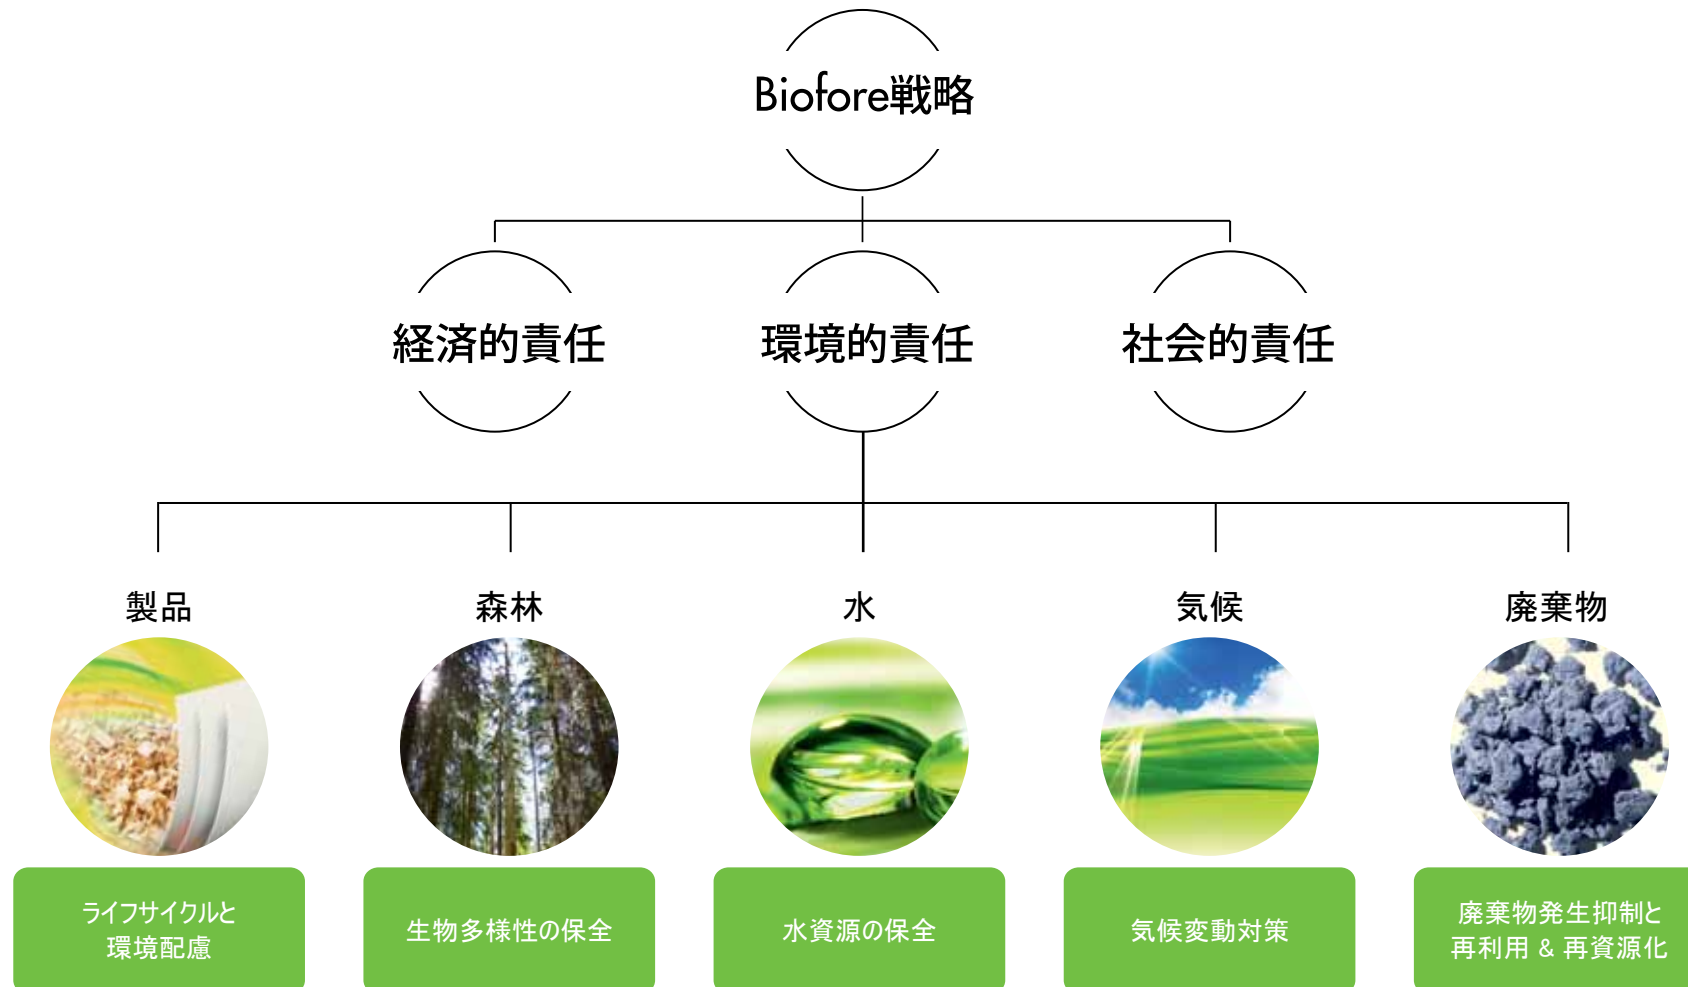 Biofore戦略
経済的責任
環境的責任
社会的責任
製品
森林
水
気候
廃棄物
ライフサイクルと
環境配慮
生物多様性の保全
水資源の保全
気候変動対策
廃棄物発生抑制と
再利用 & 再資源化